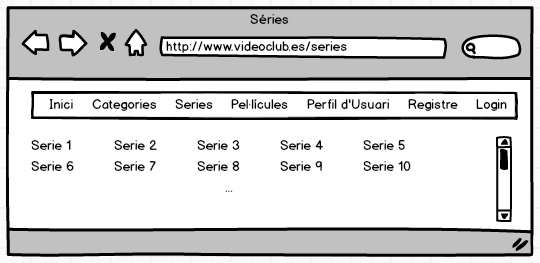 Séries
http://www.videoclub.es/series
Inici Categories Series Pel·lícules Perfil d'Usuari Registre Login
Serie 1 Serie 2 Serie 3 Serie 4 Serie 5
Serie 6 Serie 7 Serie 8 Serie 9 Serie 10
...